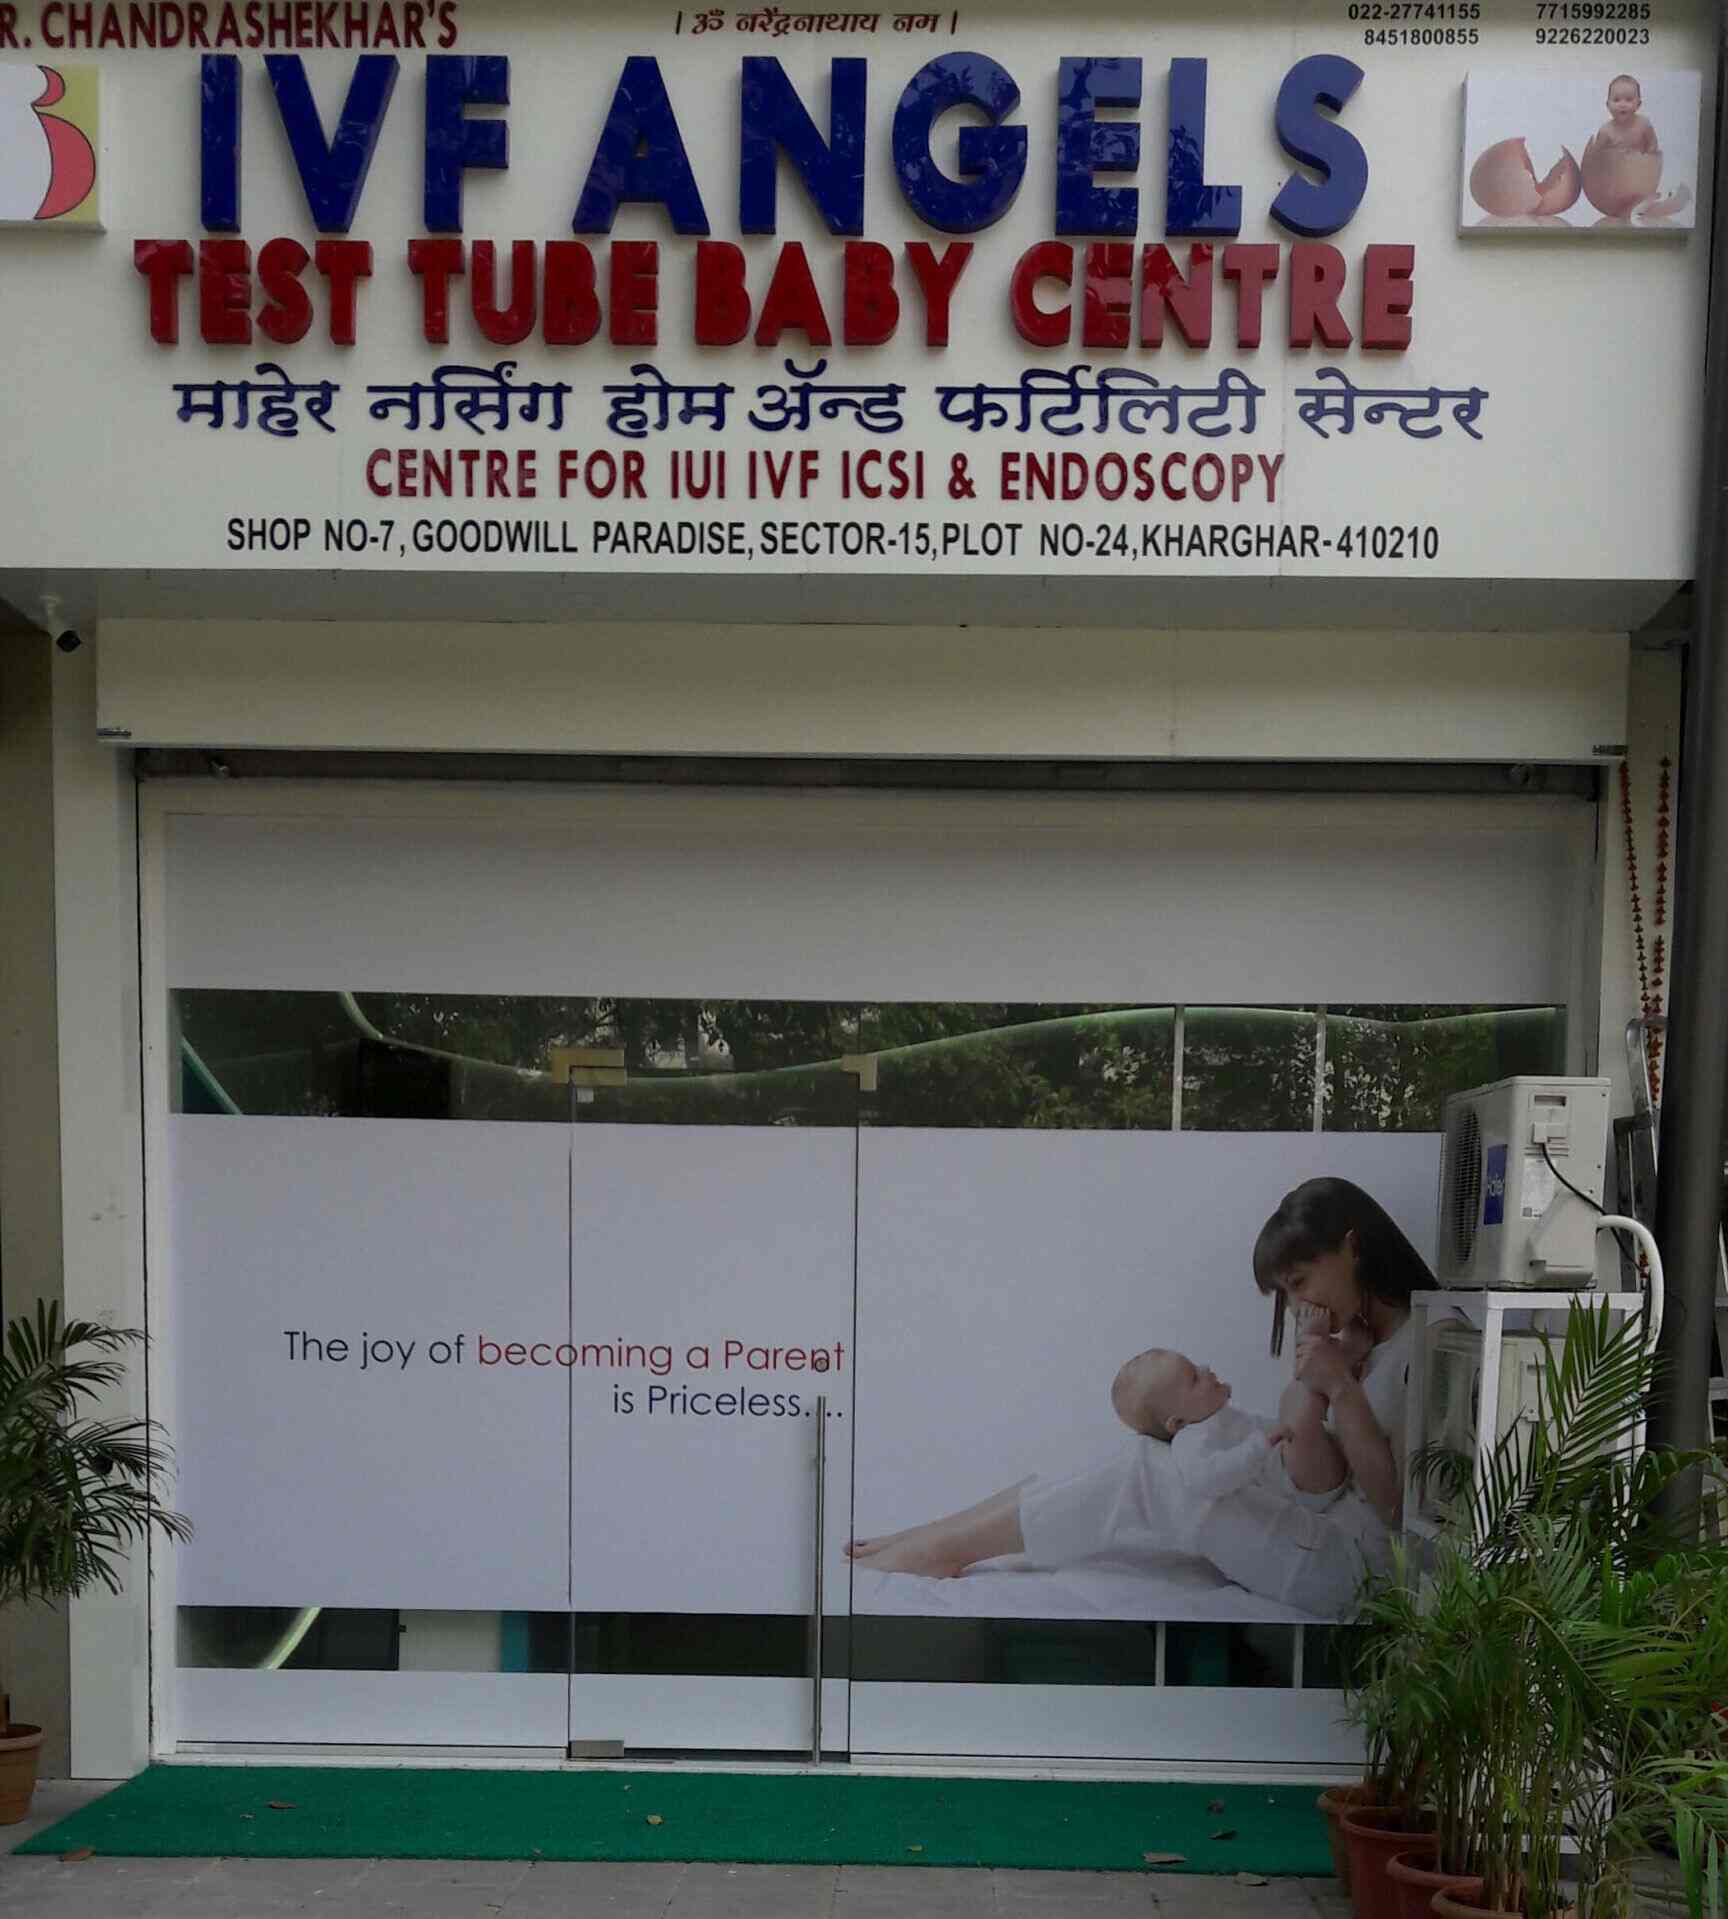 R. CHANDRASHEKHAR'S
। ॐ नरेंद्रनाथाय नम ।
022-27741155 7715992285
8451800855 9226220023
IVF ANGELS
TEST TUBE BABY CENTRE
माहेर नर्सिंग होम ॲन्ड फर्टिलिटी सेन्टर
CENTRE FOR IUI IVF ICSI & ENDOSCOPY
SHOP NO-7, GOODWILL PARADISE, SECTOR-15, PLOT NO-24, KHARGHAR-410210
The joy of becoming a Parent
is Priceless....
Haier